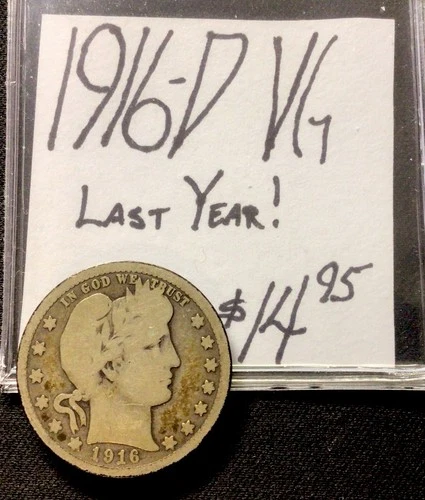 1916-D VG
LAST YEAR!
$14.95
IN GOD WE TRUST
1916